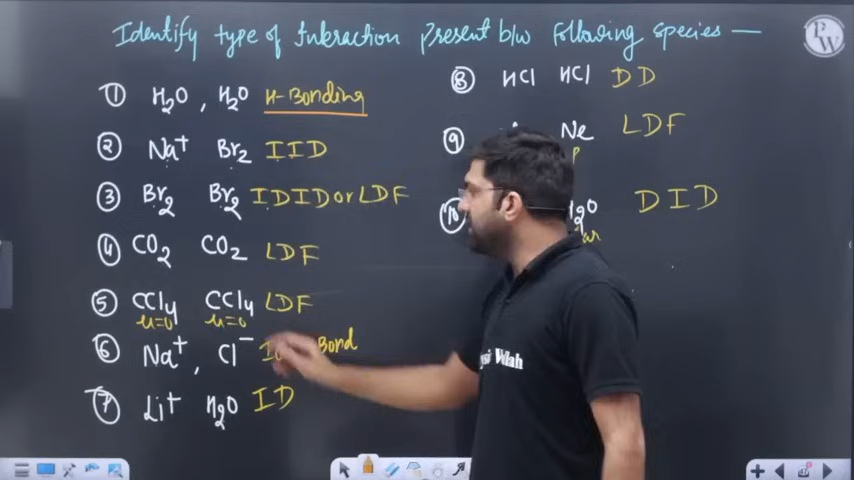 Identify type of Interaction Present b/w following species —
① H₂O , H₂O H-Bonding
② Na⁺ Br₂ IID
③ Br₂ Br₂ IDID or LDF
④ CO₂ CO₂ LDF
⑤ CCl₄ CCl₄ LDF
μ=0 μ=0
⑥ Na⁺ , Cl⁻ Bond
⑦ Li⁺ H₂O ID
⑧ HCl HCl DD
⑨ Ne LDF
⑩ H₂O DID
PW
Wlah